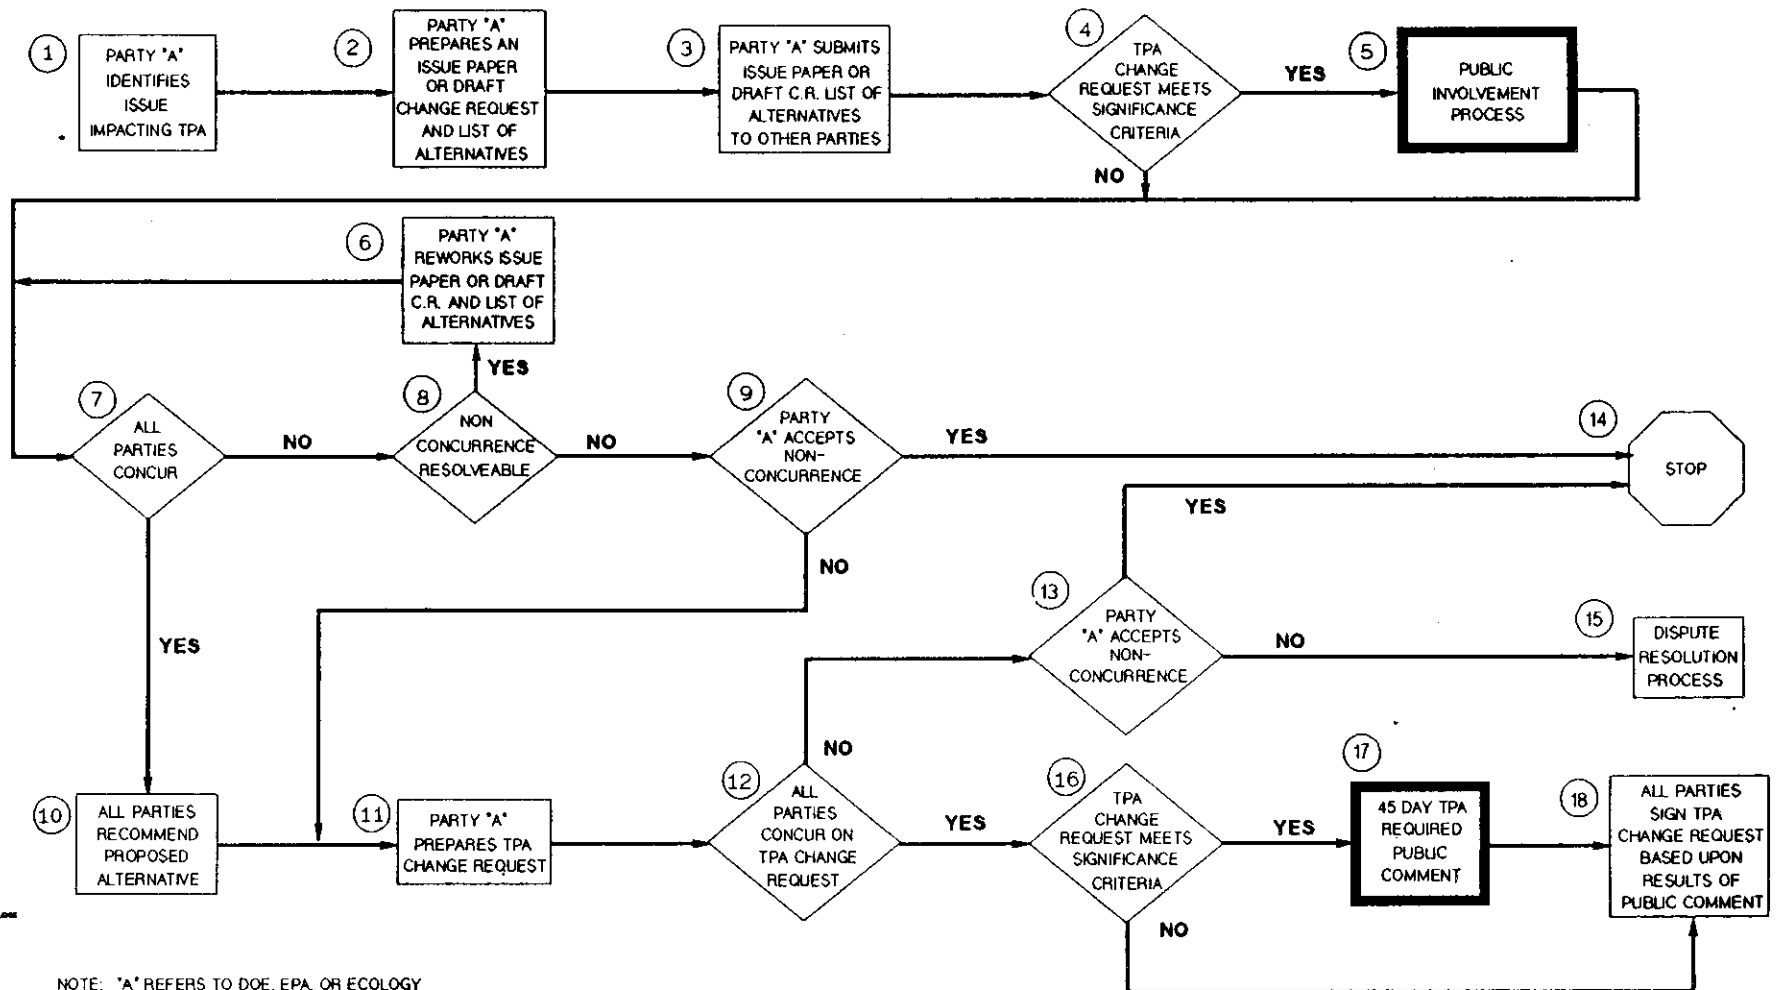 1
PARTY "A"
IDENTIFIES
ISSUE
IMPACTING TPA
2
PARTY "A"
PREPARES AN
ISSUE PAPER
OR DRAFT
CHANGE REQUEST
AND LIST OF
ALTERNATIVES
3
PARTY "A" SUBMITS
ISSUE PAPER OR
DRAFT C.R. LIST OF
ALTERNATIVES
TO OTHER PARTIES
4
TPA
CHANGE
REQUEST MEETS
SIGNIFICANCE
CRITERIA
YES
NO
5
PUBLIC
INVOLVEMENT
PROCESS
6
PARTY "A"
REWORKS ISSUE
PAPER OR DRAFT
C.R. AND LIST OF
ALTERNATIVES
YES
7
ALL
PARTIES
CONCUR
NO
8
NON
CONCURRENCE
RESOLVEABLE
NO
9
PARTY
"A" ACCEPTS
NON-
CONCURRENCE
YES
NO
14
STOP
YES
13
PARTY
"A" ACCEPTS
NON-
CONCURRENCE
NO
15
DISPUTE
RESOLUTION
PROCESS
YES
10
ALL PARTIES
RECOMMEND
PROPOSED
ALTERNATIVE
11
PARTY "A"
PREPARES TPA
CHANGE REQUEST
NO
12
ALL
PARTIES
CONCUR ON
TPA CHANGE
REQUEST
YES
16
TPA
CHANGE
REQUEST MEETS
SIGNIFICANCE
CRITERIA
YES
NO
17
45 DAY TPA
REQUIRED
PUBLIC
COMMENT
18
ALL PARTIES
SIGN TPA
CHANGE REQUEST
BASED UPON
RESULTS OF
PUBLIC COMMENT
NOTE: "A" REFERS TO DOE, EPA, OR ECOLOGY